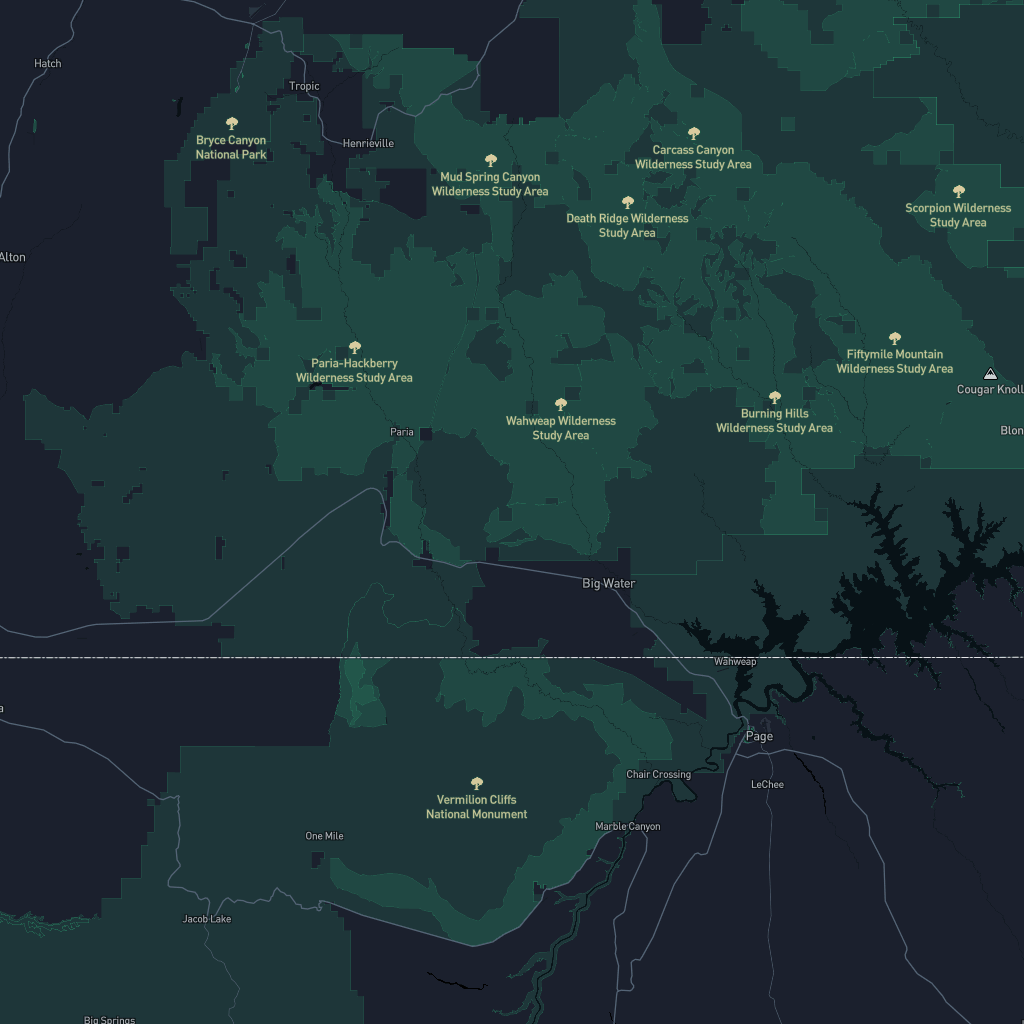 Hatch
Tropic
Bryce Canyon
National Park
Henrieville
Carcass Canyon
Wilderness Study Area
Mud Spring Canyon
Wilderness Study Area
Death Ridge Wilderness
Study Area
Scorpion Wilderness
Study Area
Alton
Paria-Hackberry
Wilderness Study Area
Fiftymile Mountain
Wilderness Study Area
Cougar Knoll
Wahweap Wilderness
Study Area
Burning Hills
Wilderness Study Area
Paria
Blon
Big Water
Wahweap
a
Page
Chair Crossing
LeChee
Vermilion Cliffs
National Monument
Marble Canyon
One Mile
Jacob Lake
Big Springs